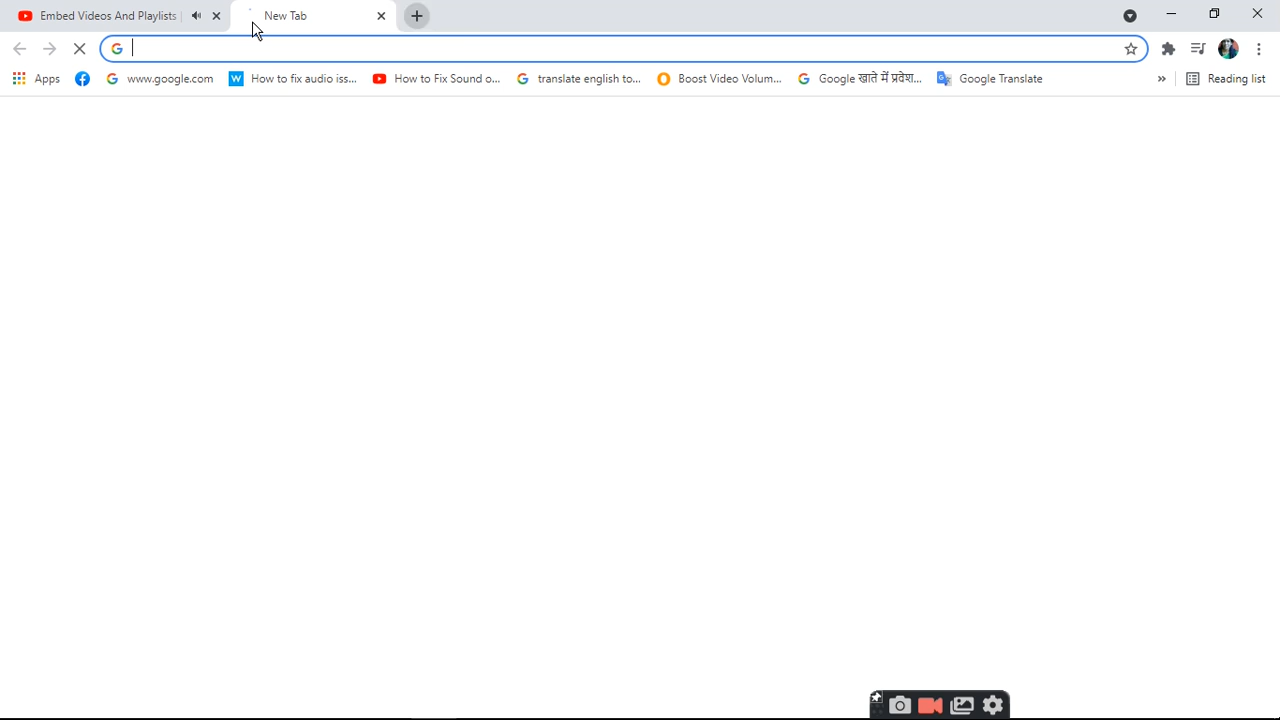 Embed Videos And Playlists New Tab
Apps www.google.com How to fix audio iss... How to Fix Sound o... translate english to... Boost Video Volum... Google खाते में प्रवेश... Google Translate » Reading list